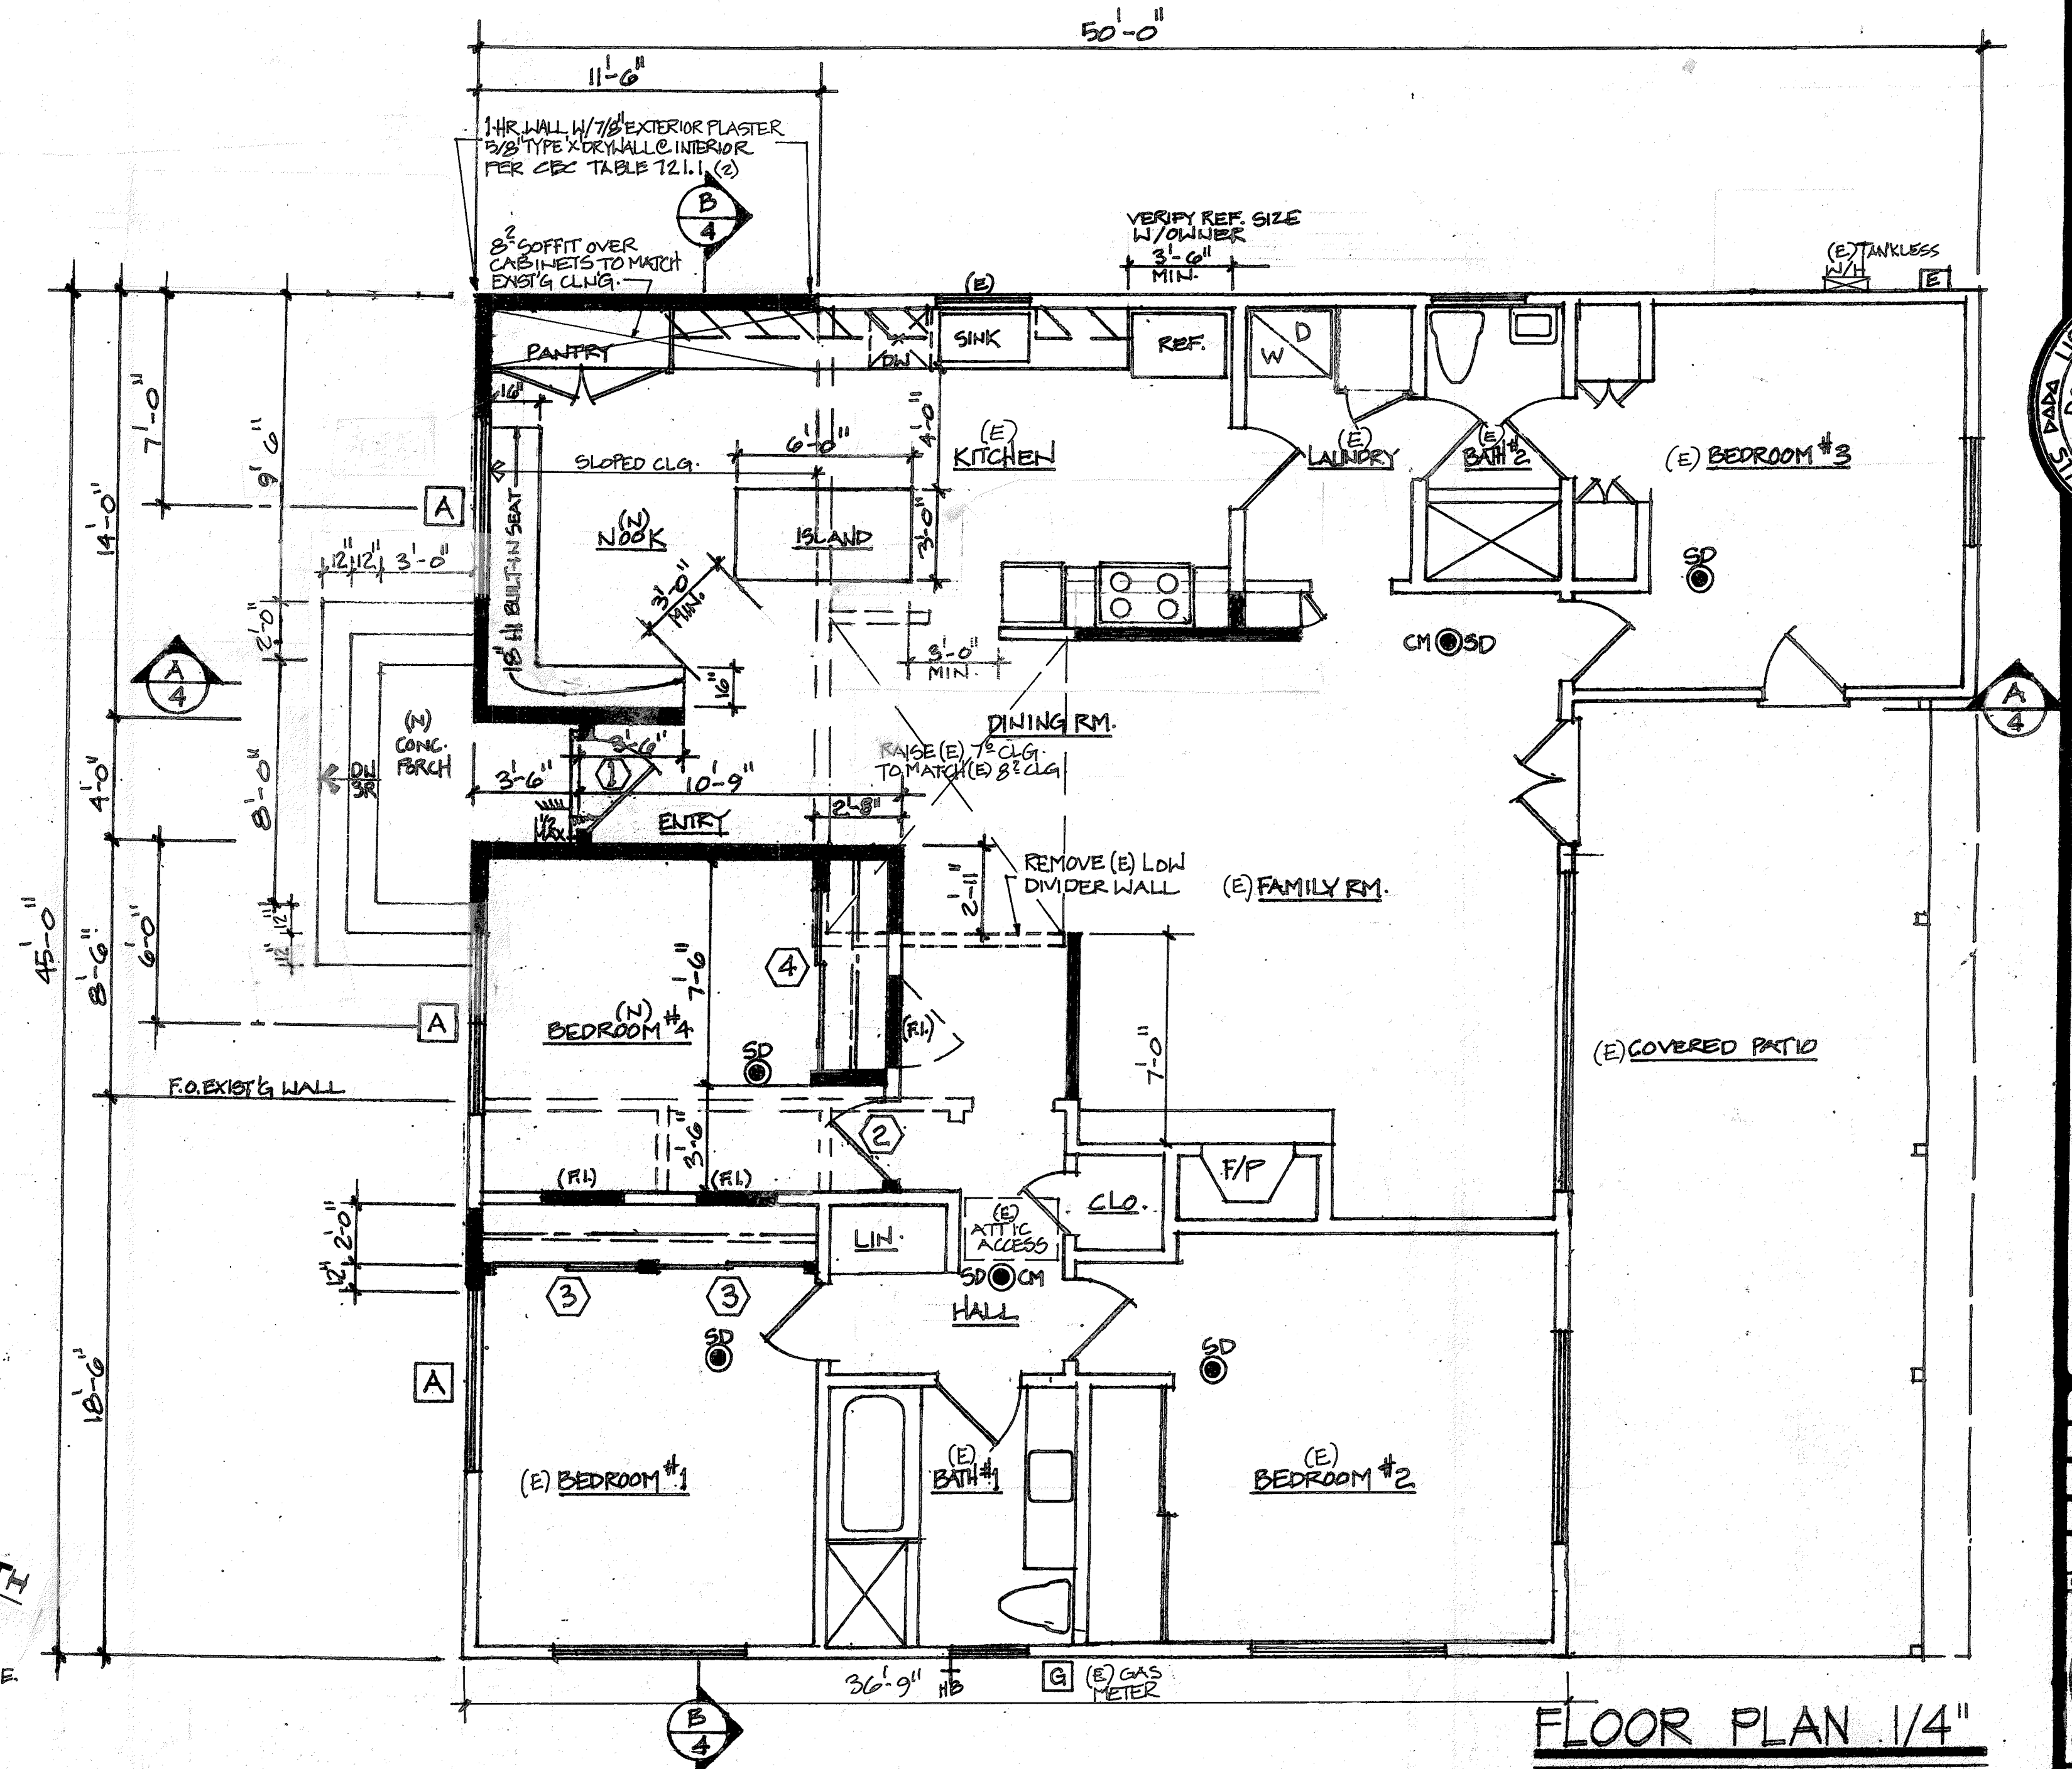 50'-0"
11'-6"
1-HR. WALL W/7/8" EXTERIOR PLASTER
5/8" TYPE 'X' DRYWALL @ INTERIOR
PER CBC TABLE 721.1 (2)
B
4
8² SOFFIT OVER
CABINETS TO MATCH
EXIST'G CLNG.
VERIFY REF. SIZE
W/OWNER
3'-6"
MIN.
(E) TANKLESS
W/H
E
(E)
PANTRY
DW
SINK
REF.
W
D
16"
7'-0"
9'6"
14'-0"
SLOPED CLG.
6'-0"
4'-0"
(E)
KITCHEN
(E)
LAUNDRY
(E)
BATH #2
(E) BEDROOM #3
A
18" HI BUILT-IN SEAT
(N)
NOOK
ISLAND
3'-0"
12"
12"
3'-0"
3'-0"
MIN.
SD
2'-0"
CM
SD
3'-0"
MIN.
16"
A
4
A
4
(N)
CONC.
PORCH
DINING RM.
RAISE (E) 7⁶ CLG.
TO MATCH (E) 8² CLG
DN
3R
3'-6"
1
3'-6"
10'-9"
4'-0"
8'-0"
1/2
MAX
ENTRY
2'-8"
2'-11"
REMOVE (E) LOW
DIVIDER WALL
(E) FAMILY RM.
45'-0"
8'-6"
6'-0"
12"
12"
7'-6"
4
(N)
BEDROOM #4
A
(F.I.)
SD
7'-0"
(E) COVERED PATIO
F.O. EXIST'G WALL
2
3'-6"
(F.I.)
(F.I.)
F/P
CLO.
LIN.
(E)
ATTIC
ACCESS
2'-0"
12"
3
3
SD
CM
HALL
SD
SD
A
18'-6"
(E) BEDROOM #1
(E)
BATH #1
(E)
BEDROOM #2
36'-9"
HB
G
(E) GAS
METER
B
4
FLOOR PLAN 1/4"